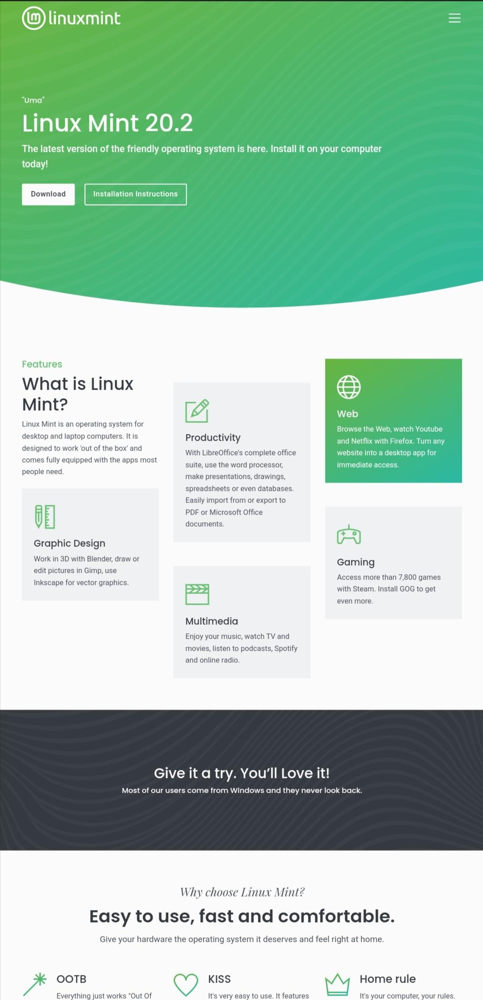 linuxmint
"Uma"
Linux Mint 20.2
The latest version of the friendly operating system is here. Install it on your computer
today!
Download
Installation Instructions
Features
What is Linux
Mint?
Linux Mint is an operating system for
desktop and laptop computers. It is
designed to work 'out of the box' and
comes fully equipped with the apps most
people need.
Graphic Design
Work in 3D with Blender, draw or
edit pictures in Gimp, use
Inkscape for vector graphics.
Productivity
With LibreOffice's complete office
suite, use the word processor,
make presentations, drawings,
spreadsheets or even databases.
Easily import from or export to
PDF or Microsoft Office
documents.
Multimedia
Enjoy your music, watch TV and
movies, listen to podcasts, Spotify
and online radio.
Web
Browse the Web, watch Youtube
and Netflix with Firefox. Turn any
website into a desktop app for
immediate access.
Gaming
Access more than 7,800 games
with Steam. Install GOG to get
even more.
Give it a try. You’ll Love it!
Most of our users come from Windows and they never look back.
Why choose Linux Mint?
Easy to use, fast and comfortable.
Give your hardware the operating system it deserves and feel right at home.
OOTB
Everything just works "Out Of
KISS
It's very easy to use. It features
Home rule
It's your computer, your rules.